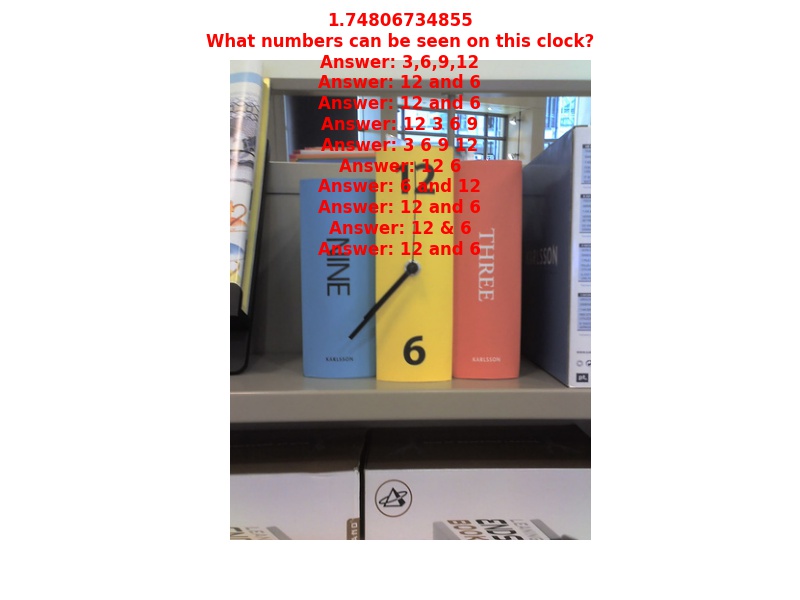 1.74806734855
What numbers can be seen on this clock?
Answer: 3,6,9,12
Answer: 12 and 6
Answer: 12 and 6
Answer: 12 3 6 9
Answer: 3 6 9 12
Answer: 12 6
Answer: 6 and 12
Answer: 12 and 6
Answer: 12 & 6
Answer: 12 and 6
12
NINE
THREE
6
KARLSSON
KARLSSON
KARLSSON
BOOK